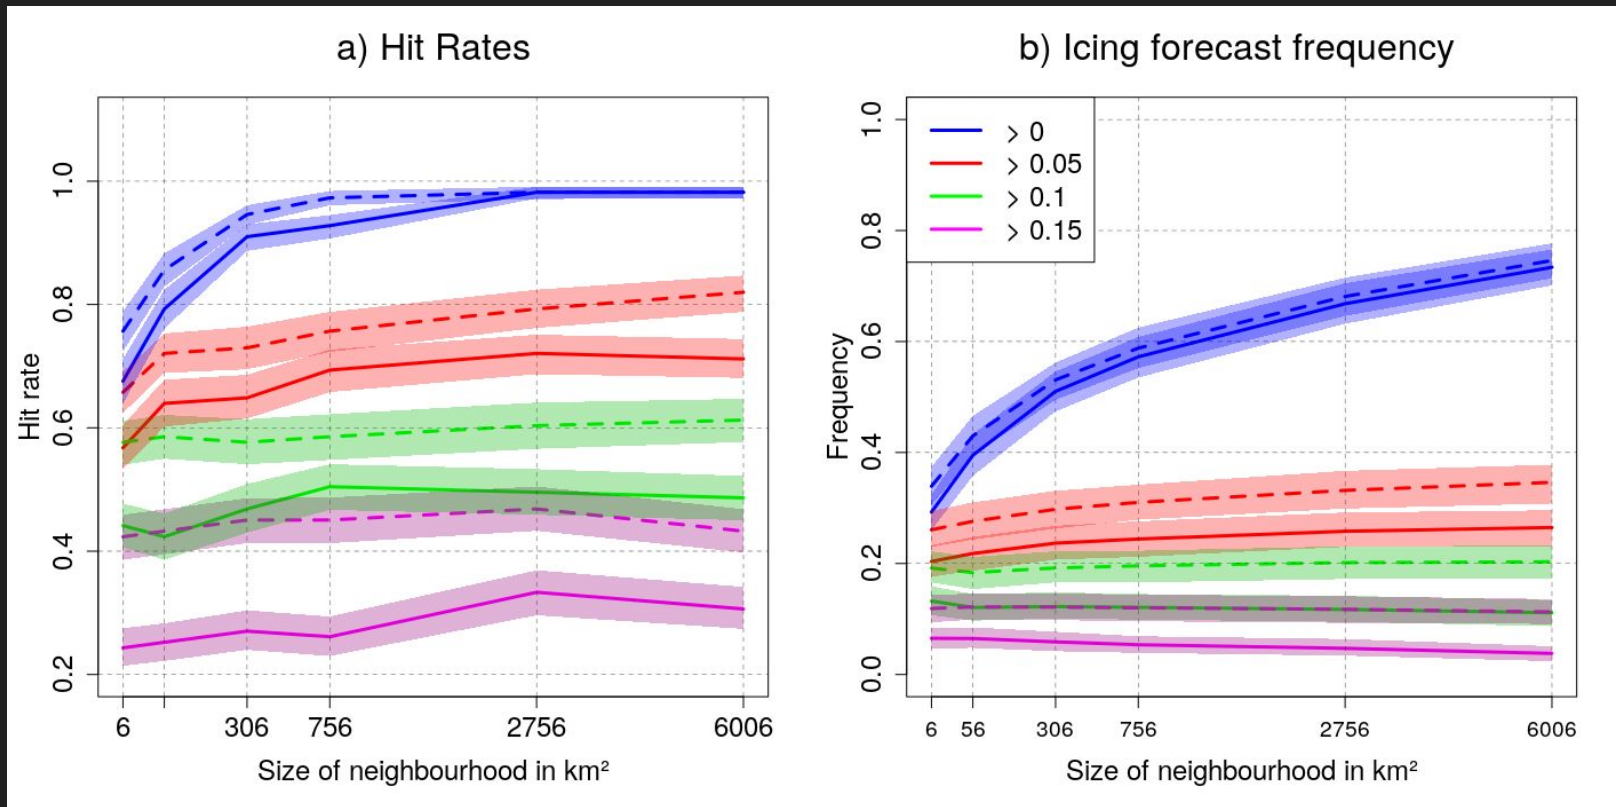 a) Hit Rates
Hit rate
1.0
0.8
0.6
0.4
0.2
6 306 756 2756 6006
Size of neighbourhood in km²
b) Icing forecast frequency
Frequency
1.0
0.8
0.6
0.4
0.2
0.0
> 0
> 0.05
> 0.1
> 0.15
6 56 306 756 2756 6006
Size of neighbourhood in km²